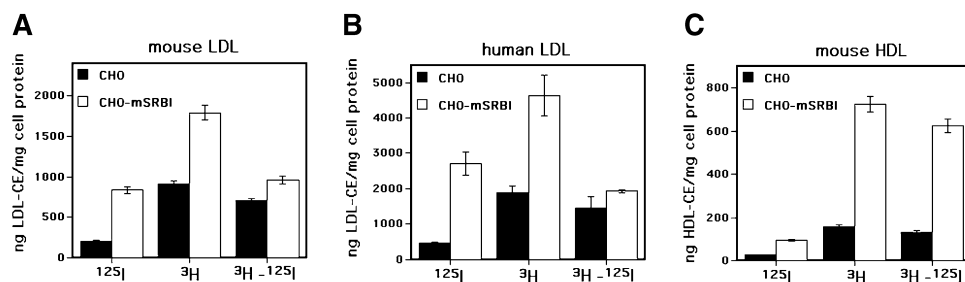 A
mouse LDL
ng LDL-CE/mg cell protein
2000
1500
1000
500
0
CHO
CHO-mSRBI
¹²⁵I
³H
³H-¹²⁵I
B
human LDL
ng LDL-CE/mg cell protein
5000
4000
3000
2000
1000
0
CHO
CHO-mSRBI
¹²⁵I
³H
³H-¹²⁵I
C
mouse HDL
ng HDL-CE/mg cell protein
800
600
400
200
0
CHO
CHO-mSRBI
¹²⁵I
³H
³H-¹²⁵I